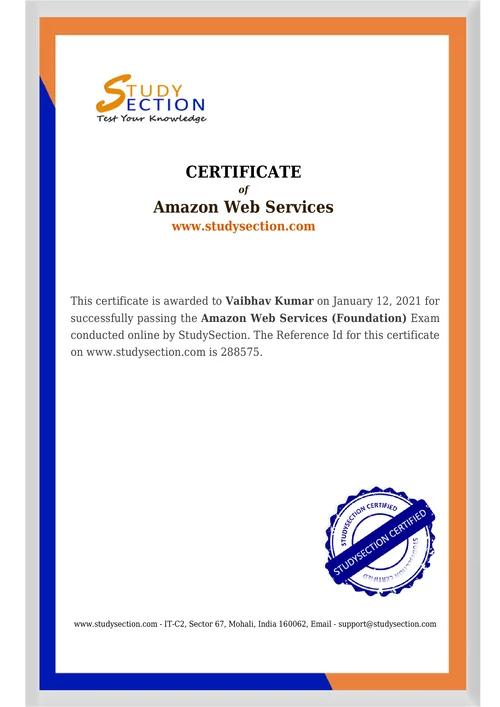 STUDY
SECTION
Test Your Knowledge
CERTIFICATE
of
Amazon Web Services
www.studysection.com
This certificate is awarded to Vaibhav Kumar on January 12, 2021 for
successfully passing the Amazon Web Services (Foundation) Exam
conducted online by StudySection. The Reference Id for this certificate
on www.studysection.com is 288575.
STUDYSECTION CERTIFIED
STUDYSECTION CERTIFIED
STUDYSECTION CERTIFIED
www.studysection.com - IT-C2, Sector 67, Mohali, India 160062, Email - support@studysection.com